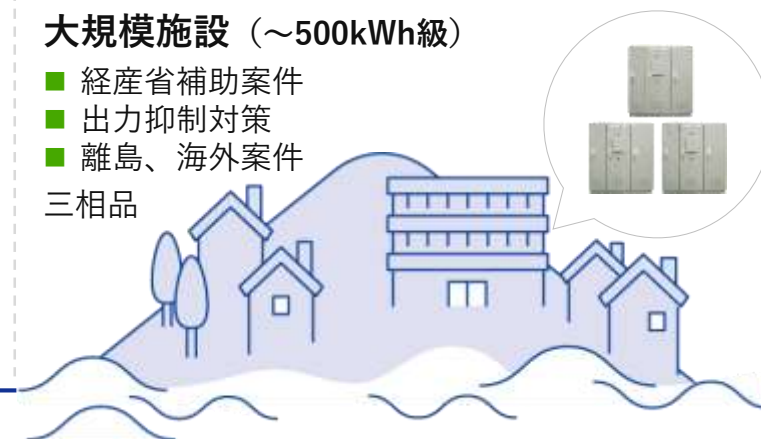 大規模施設（～500kWh級）
■ 経産省補助案件
■ 出力抑制対策
■ 離島、海外案件
三相品